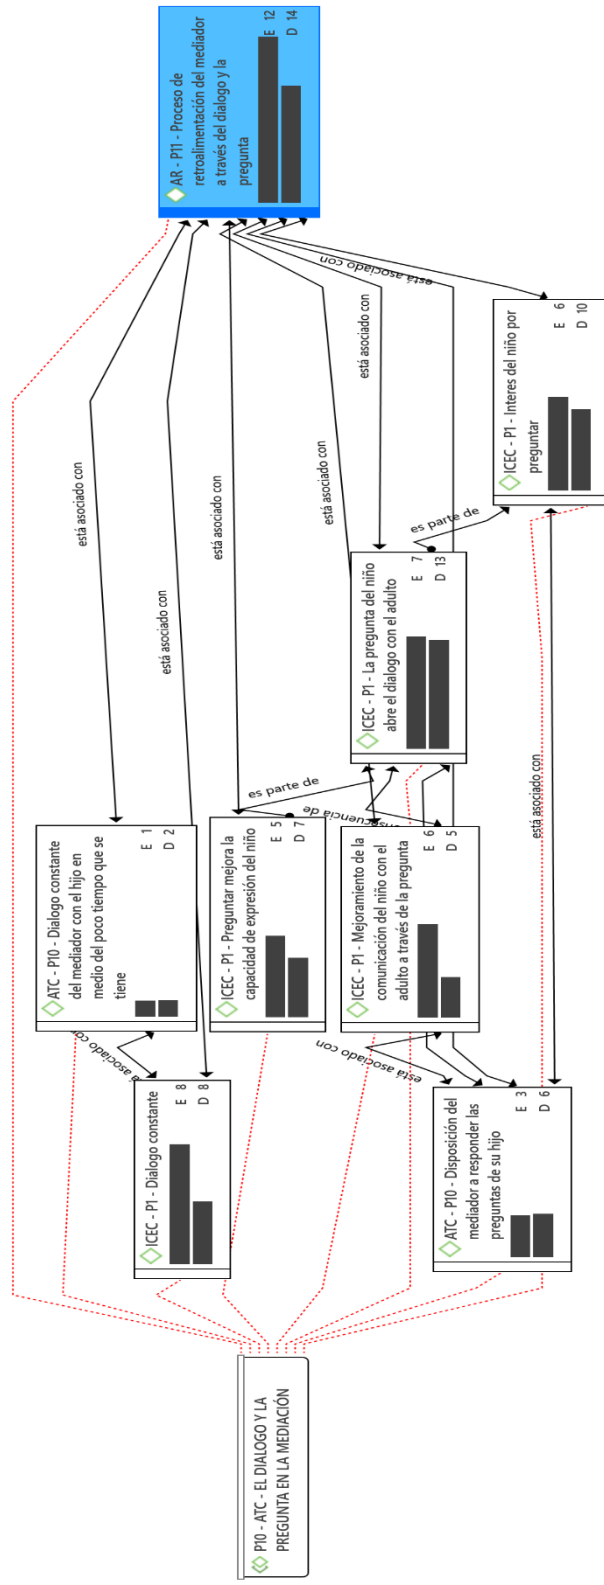 P10 - ATC - EL DIALOGO Y LA
PREGUNTA EN LA MEDIACIÓN
ICEC - P1 - Dialogo constante
E 8
D 8
ATC - P10 - Dialogo constante
del mediador con el hijo en
medio del poco tiempo que se
tiene
E 1
D 2
ICEC - P1 - Preguntar mejora la
capacidad de expresión del niño
E 5
D 7
ICEC - P1 - Mejoramiento de la
comunicación del niño con el
adulto a través de la pregunta
E 6
D 5
ATC - P10 - Disposición del
mediador a responder las
preguntas de su hijo
E 3
D 6
ICEC - P1 - La pregunta del niño
abre el dialogo con el adulto
E 7
D 13
ICEC - P1 - Interes del niño por
preguntar
E 6
D 10
AR - P11 - Proceso de
retroalimentación del mediador
a través del dialogo y la
pregunta
E 12
D 14
está asociado con
está asociado con
está asociado con
está asociado con
está asociado con
está asociado con
está asociado con
está asociado con
es parte de
es parte de